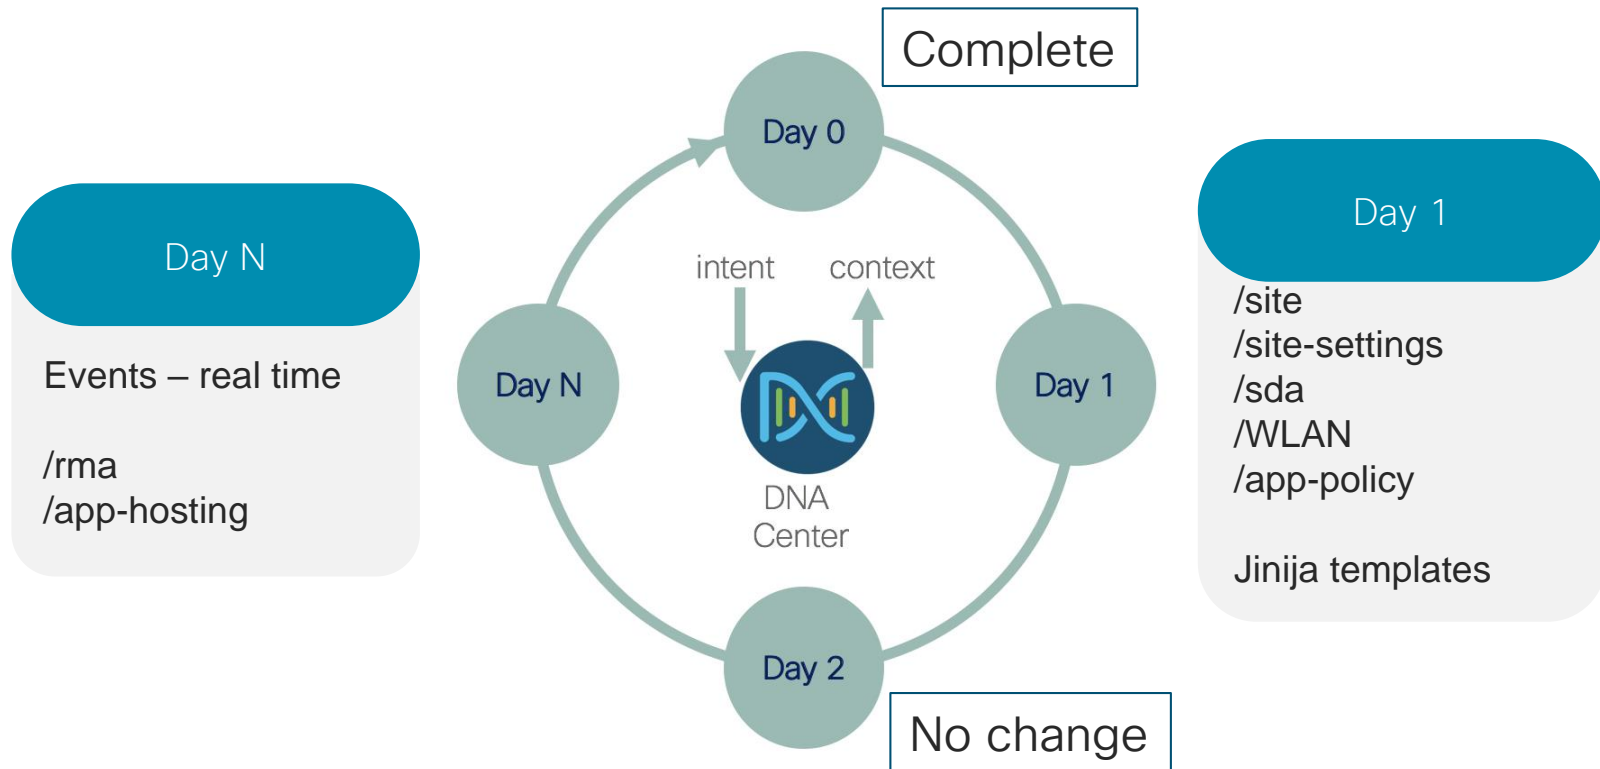 Complete
Day 0
Day N
Events – real time
/rma
/app-hosting
intent
context
Day N
Day 1
DNA
Center
Day 2
No change
Day 1
/site
/site-settings
/sda
/WLAN
/app-policy
Jinija templates